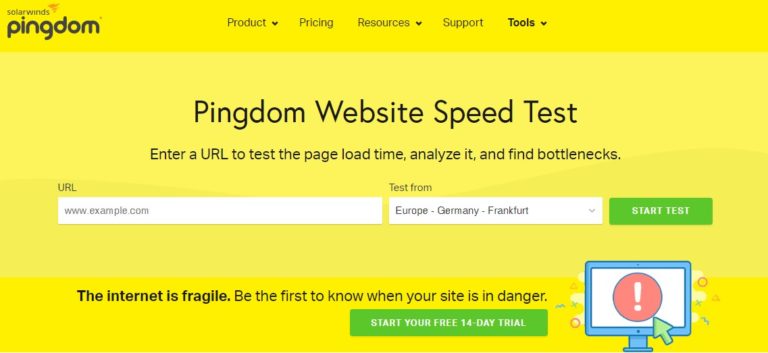 solarwinds
pingdom
Product Pricing Resources Support Tools
Pingdom Website Speed Test
Enter a URL to test the page load time, analyze it, and find bottlenecks.
URL Test from
www.example.com Europe - Germany - Frankfurt START TEST
The internet is fragile. Be the first to know when your site is in danger.
START YOUR FREE 14-DAY TRIAL
!